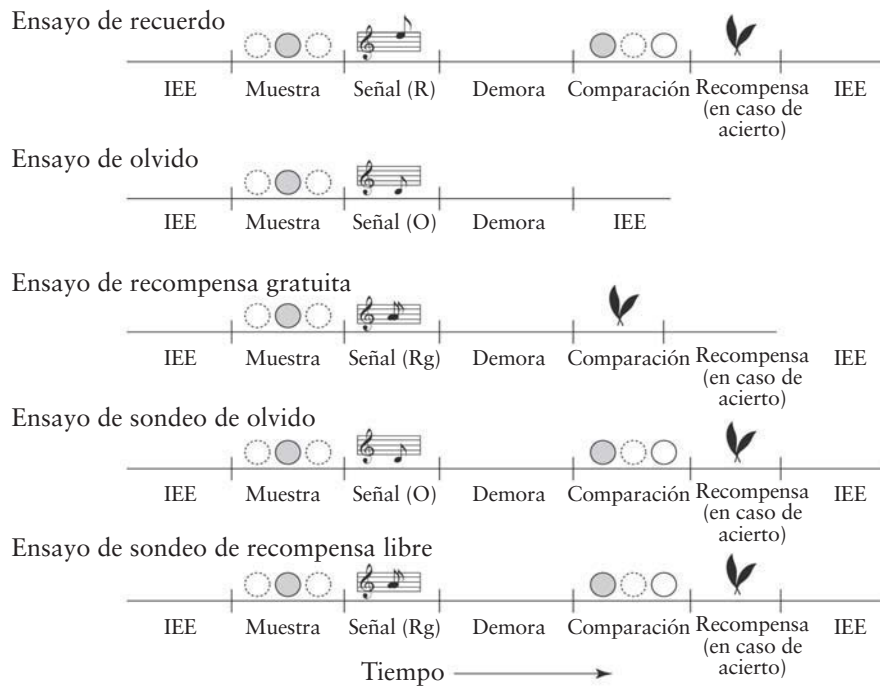 Ensayo de recuerdo
IEE Muestra Señal (R) Demora Comparación Recompensa IEE
(en caso de
acierto)
Ensayo de olvido
IEE Muestra Señal (O) Demora IEE
Ensayo de recompensa gratuita
IEE Muestra Señal (Rg) Demora Comparación Recompensa IEE
(en caso de
acierto)
Ensayo de sondeo de olvido
IEE Muestra Señal (O) Demora Comparación Recompensa IEE
(en caso de
acierto)
Ensayo de sondeo de recompensa libre
IEE Muestra Señal (Rg) Demora Comparación Recompensa IEE
(en caso de
acierto)
Tiempo